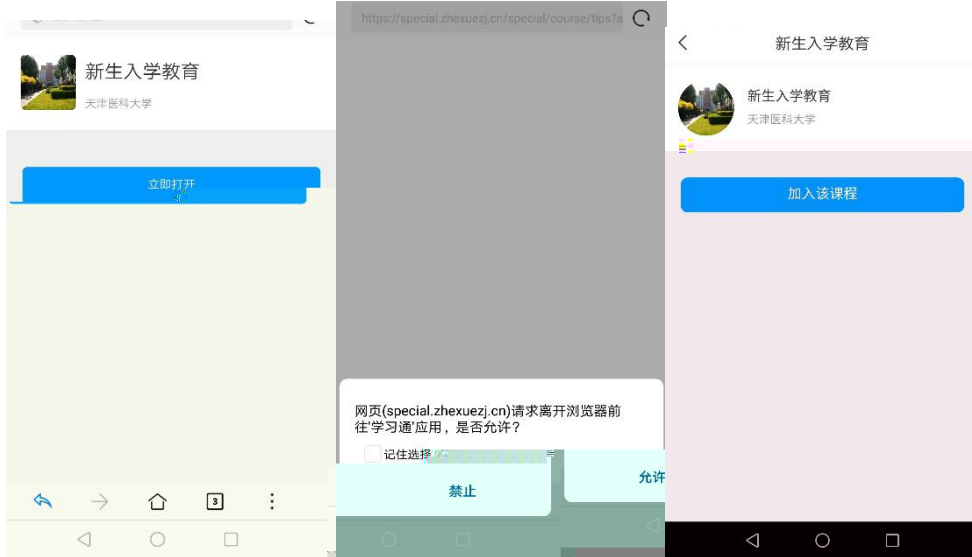 新生入学教育
天津医科大学
立即打开
3
https://special.zhexuezj.cn/special/course/tips?a
网页(special.zhexuezj.cn)请求离开浏览器前
往'学习通'应用，是否允许？
记住选择
禁止
允许
新生入学教育
新生入学教育
天津医科大学
加入该课程